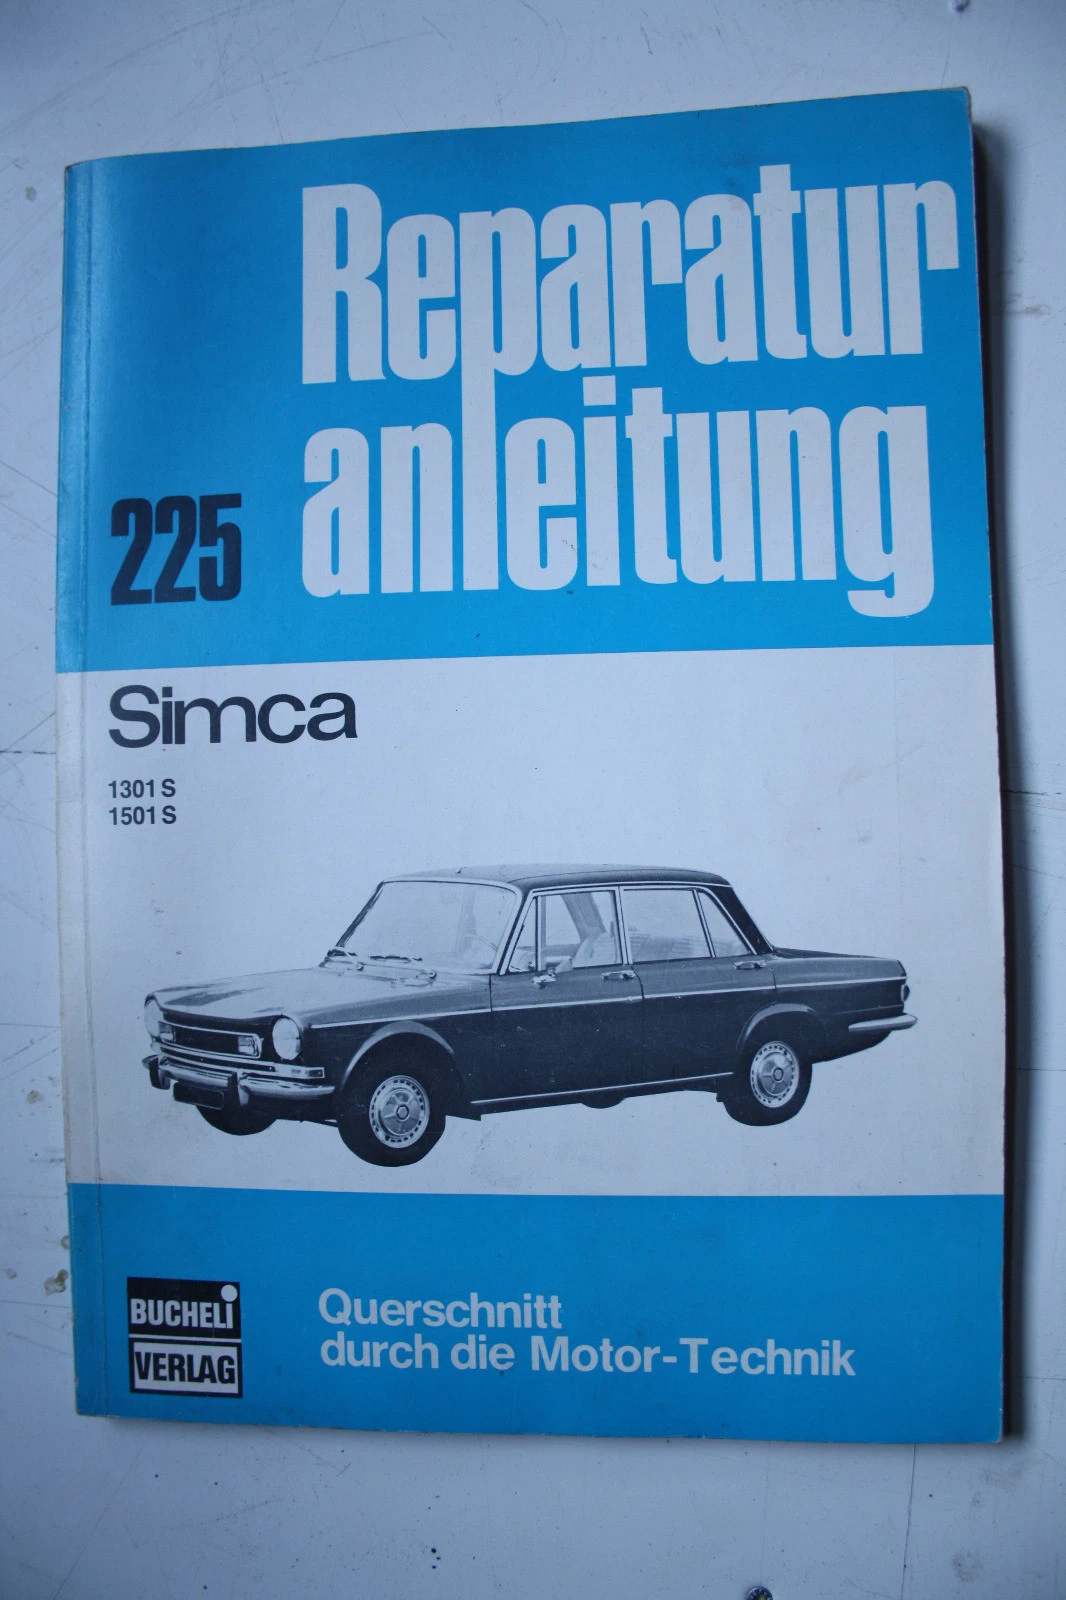 Reparatur
anleitung
225
Simca
1301 S
1501 S
BUCHELi
VERLAG
Querschnitt
durch die Motor-Technik